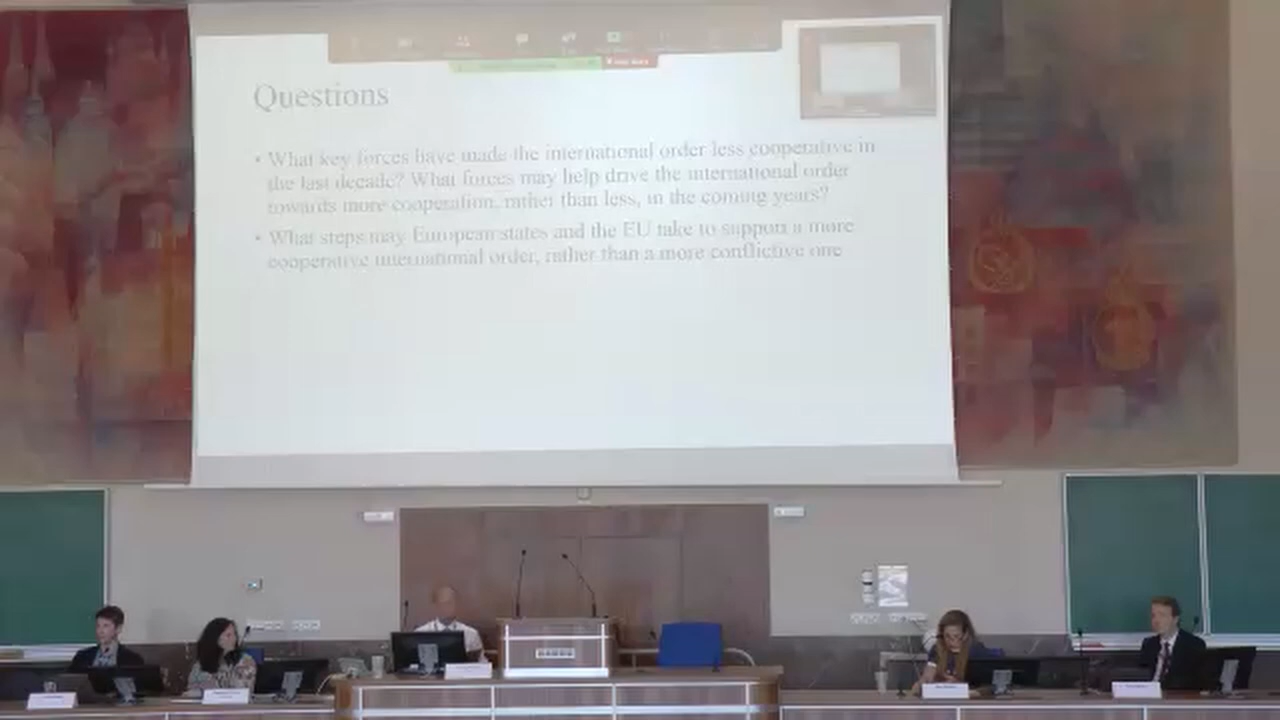 Questions
• What key forces have made the international order less cooperative in
the last decade? What forces may help drive the international order
towards more cooperation, rather than less, in the coming years?
• What steps may European states and the EU take to support a more
cooperative international order, rather than a more conflictive one